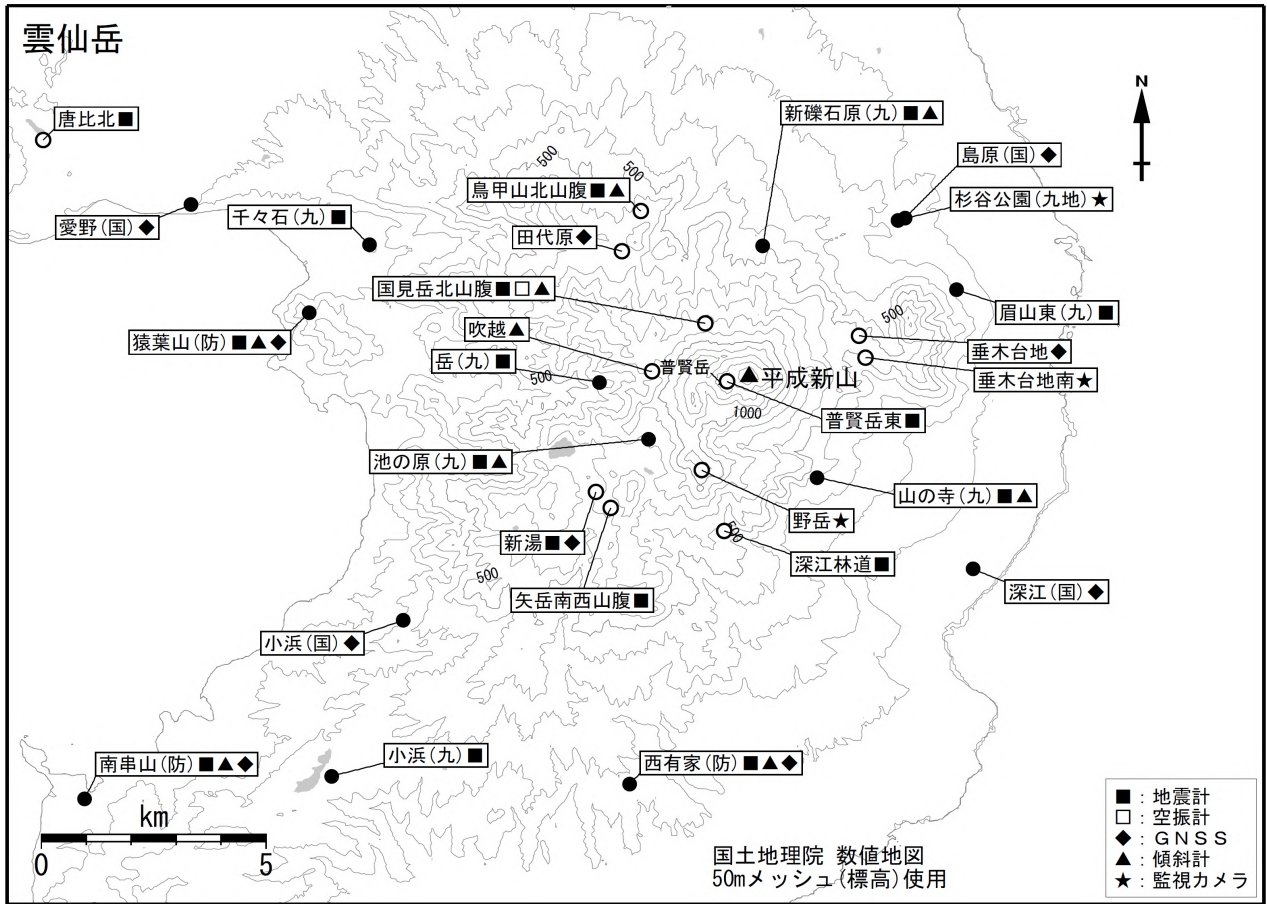 雲仙岳
唐比北■
新礫石原(九)■▲
N
島原(国)◆
500
500
鳥甲山北山腹■▲
杉谷公園(九地)★
愛野(国)◆
千々石(九)■
田代原◆
国見岳北山腹■□▲
眉山東(九)■
500
猿葉山(防)■▲◆
吹越▲
垂木台地◆
岳(九)■
普賢岳
▲平成新山
垂木台地南★
500
1000
普賢岳東■
池の原(九)■▲
山の寺(九)■▲
野岳★
新湯■◆
500
深江林道■
500
深江(国)◆
矢岳南西山腹■
小浜(国)◆
南串山(防)■▲◆
小浜(九)■
西有家(防)■▲◆
km
0 5
国土地理院 数値地図
50mメッシュ(標高)使用
■：地震計
□：空振計
◆：ＧＮＳＳ
▲：傾斜計
★：監視カメラ